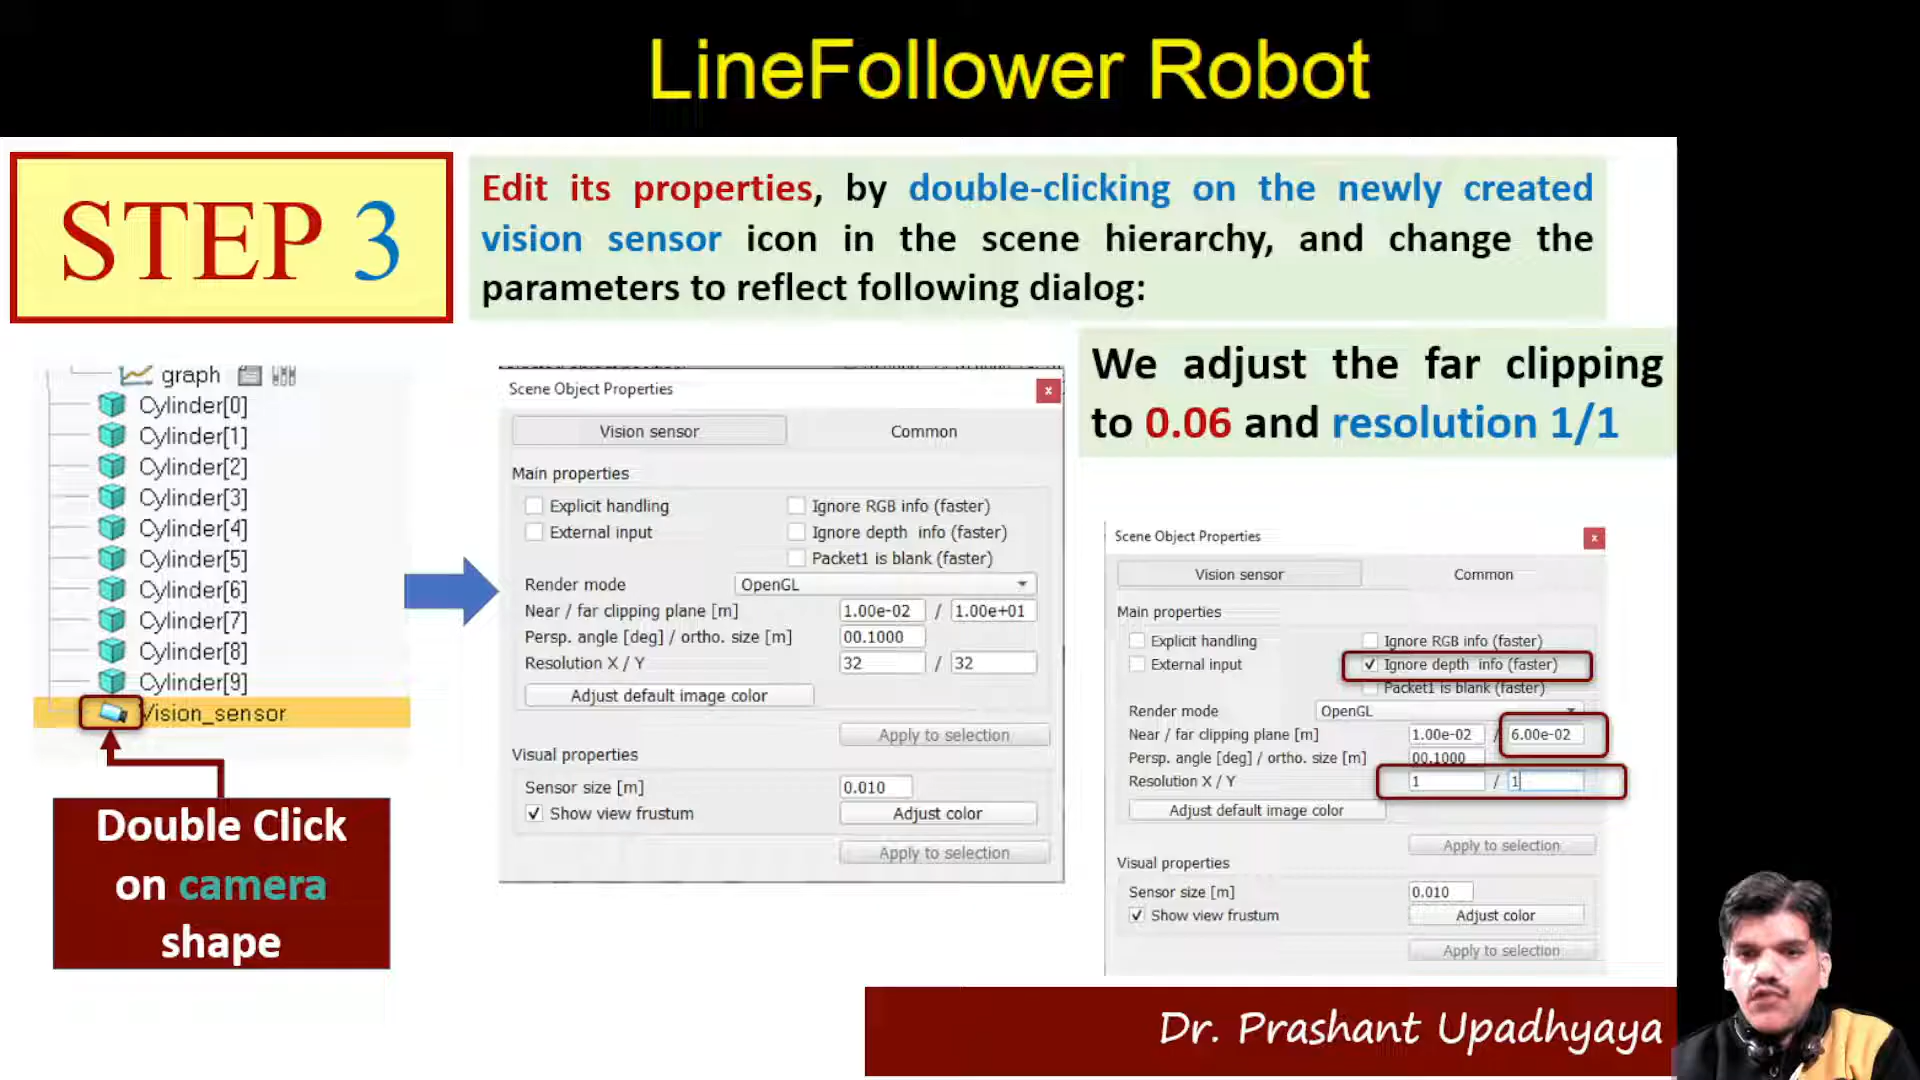 LineFollower Robot
STEP 3
Edit its properties, by double-clicking on the newly created
vision sensor icon in the scene hierarchy, and change the
parameters to reflect following dialog:
We adjust the far clipping
to 0.06 and resolution 1/1
graph
Cylinder[0]
Cylinder[1]
Cylinder[2]
Cylinder[3]
Cylinder[4]
Cylinder[5]
Cylinder[6]
Cylinder[7]
Cylinder[8]
Cylinder[9]
Vision_sensor
Double Click
on camera
shape
Scene Object Properties x
Vision sensor Common
Main properties
Explicit handling Ignore RGB info (faster)
External input Ignore depth info (faster)
Packet1 is blank (faster)
Render mode OpenGL
Near / far clipping plane [m] 1.00e-02 / 1.00e+01
Persp. angle [deg] / ortho. size [m] 00.1000
Resolution X / Y 32 / 32
Adjust default image color
Apply to selection
Visual properties
Sensor size [m] 0.010
Show view frustum Adjust color
Apply to selection
Scene Object Properties x
Vision sensor Common
Main properties
Explicit handling Ignore RGB info (faster)
External input Ignore depth info (faster)
Packet1 is blank (faster)
Render mode OpenGL
Near / far clipping plane [m] 1.00e-02 / 6.00e-02
Persp. angle [deg] / ortho. size [m] 00.1000
Resolution X / Y 1 / 1
Adjust default image color
Apply to selection
Visual properties
Sensor size [m] 0.010
Show view frustum Adjust color
Apply to selection
Dr. Prashant Upadhyaya